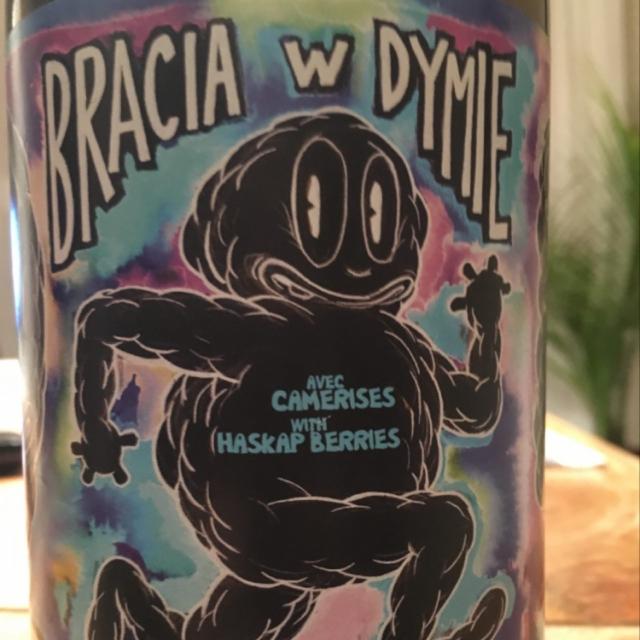 BRACIA W DYMIE
AVEC
CAMERISES
WITH
HASKAP BERRIES